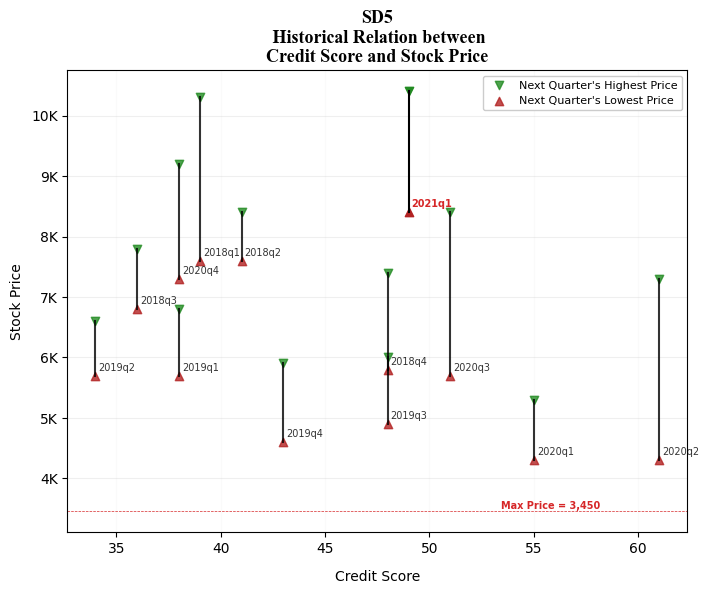 SD5
Historical Relation between
Credit Score and Stock Price
Next Quarter's Highest Price
Next Quarter's Lowest Price
10K
9K
8K
7K
6K
5K
4K
Stock Price
2021q1
2018q1
2018q2
2020q4
2018q3
2019q2
2019q1
2018q4
2020q3
2019q3
2019q4
2020q1
2020q2
Max Price = 3,450
35
40
45
50
55
60
Credit Score